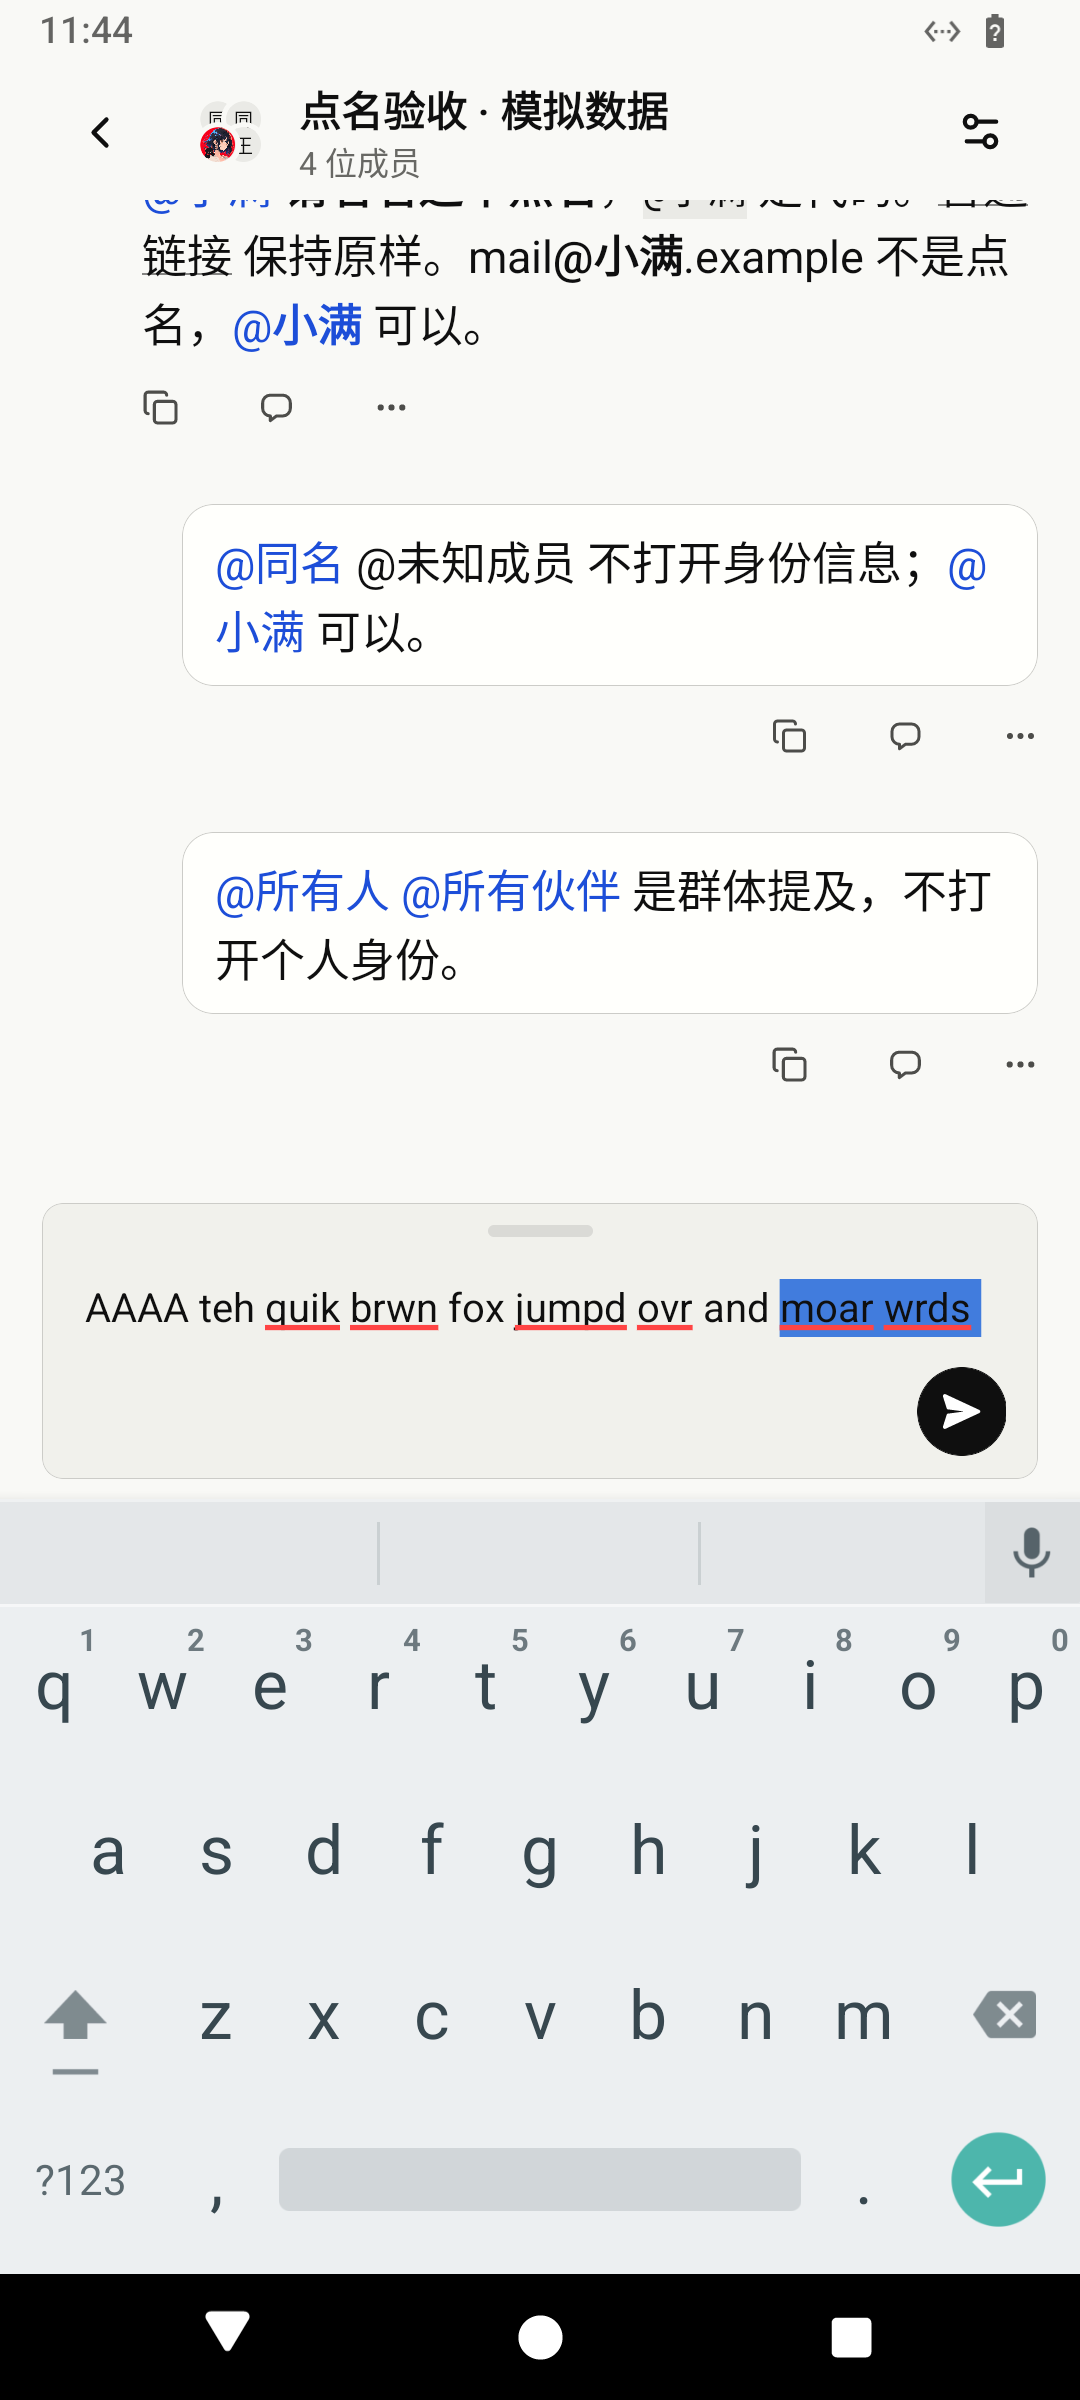 11:44
点名验收 · 模拟数据
4 位成员
链接 保持原样。mail@小满.example 不是点
名，@小满 可以。
@同名 @未知成员 不打开身份信息；@
小满 可以。
@所有人 @所有伙伴 是群体提及，不打
开个人身份。
AAAA teh quik brwn fox jumpd ovr and moar wrds
1 2 3 4 5 6 7 8 9 0
q w e r t y u i o p
a s d f g h j k l
z x c v b n m
?123 , .